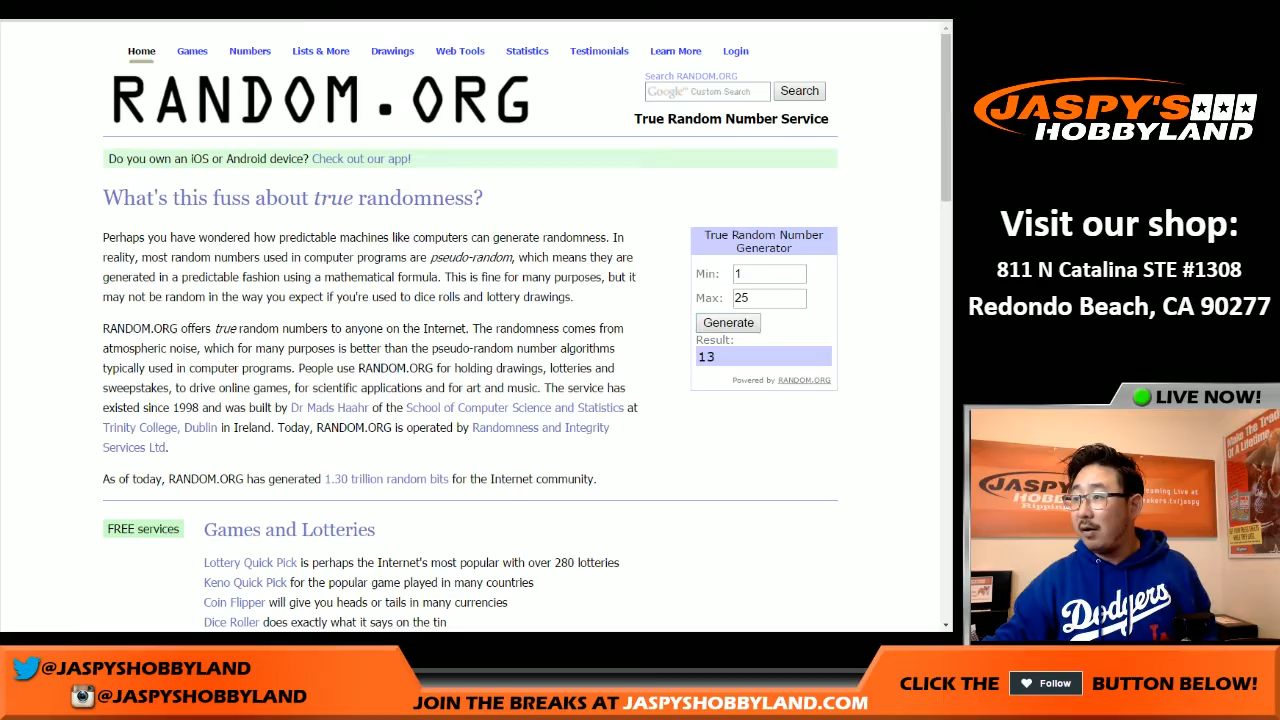 Home Games Numbers Lists & More Drawings Web Tools Statistics Testimonials Learn More Login
RANDOM.ORG
Search RANDOM.ORG
Google™ Custom Search
Search
True Random Number Service
Do you own an iOS or Android device? Check out our app!
What's this fuss about true randomness?
Perhaps you have wondered how predictable machines like computers can generate randomness. In
reality, most random numbers used in computer programs are pseudo-random, which means they are
generated in a predictable fashion using a mathematical formula. This is fine for many purposes, but it
may not be random in the way you expect if you're used to dice rolls and lottery drawings.
RANDOM.ORG offers true random numbers to anyone on the Internet. The randomness comes from
atmospheric noise, which for many purposes is better than the pseudo-random number algorithms
typically used in computer programs. People use RANDOM.ORG for holding drawings, lotteries and
sweepstakes, to drive online games, for scientific applications and for art and music. The service has
existed since 1998 and was built by Dr Mads Haahr of the School of Computer Science and Statistics at
Trinity College, Dublin in Ireland. Today, RANDOM.ORG is operated by Randomness and Integrity
Services Ltd.
As of today, RANDOM.ORG has generated 1.30 trillion random bits for the Internet community.
True Random Number
Generator
Min: 1
Max: 25
Generate
Result:
13
Powered by RANDOM.ORG
FREE services
Games and Lotteries
Lottery Quick Pick is perhaps the Internet's most popular with over 280 lotteries
Keno Quick Pick for the popular game played in many countries
Coin Flipper will give you heads or tails in many currencies
Dice Roller does exactly what it says on the tin
JASPY'S
HOBBYLAND
Visit our shop:
811 N Catalina STE #1308
Redondo Beach, CA 90277
LIVE NOW!
Make The Trade
Of A Lifetime
JASPY
Dodgers
@JASPYSHOBBYLAND
@JASPYSHOBBYLAND
JOIN THE BREAKS AT JASPYSHOBBYLAND.COM
CLICK THE Follow BUTTON BELOW!